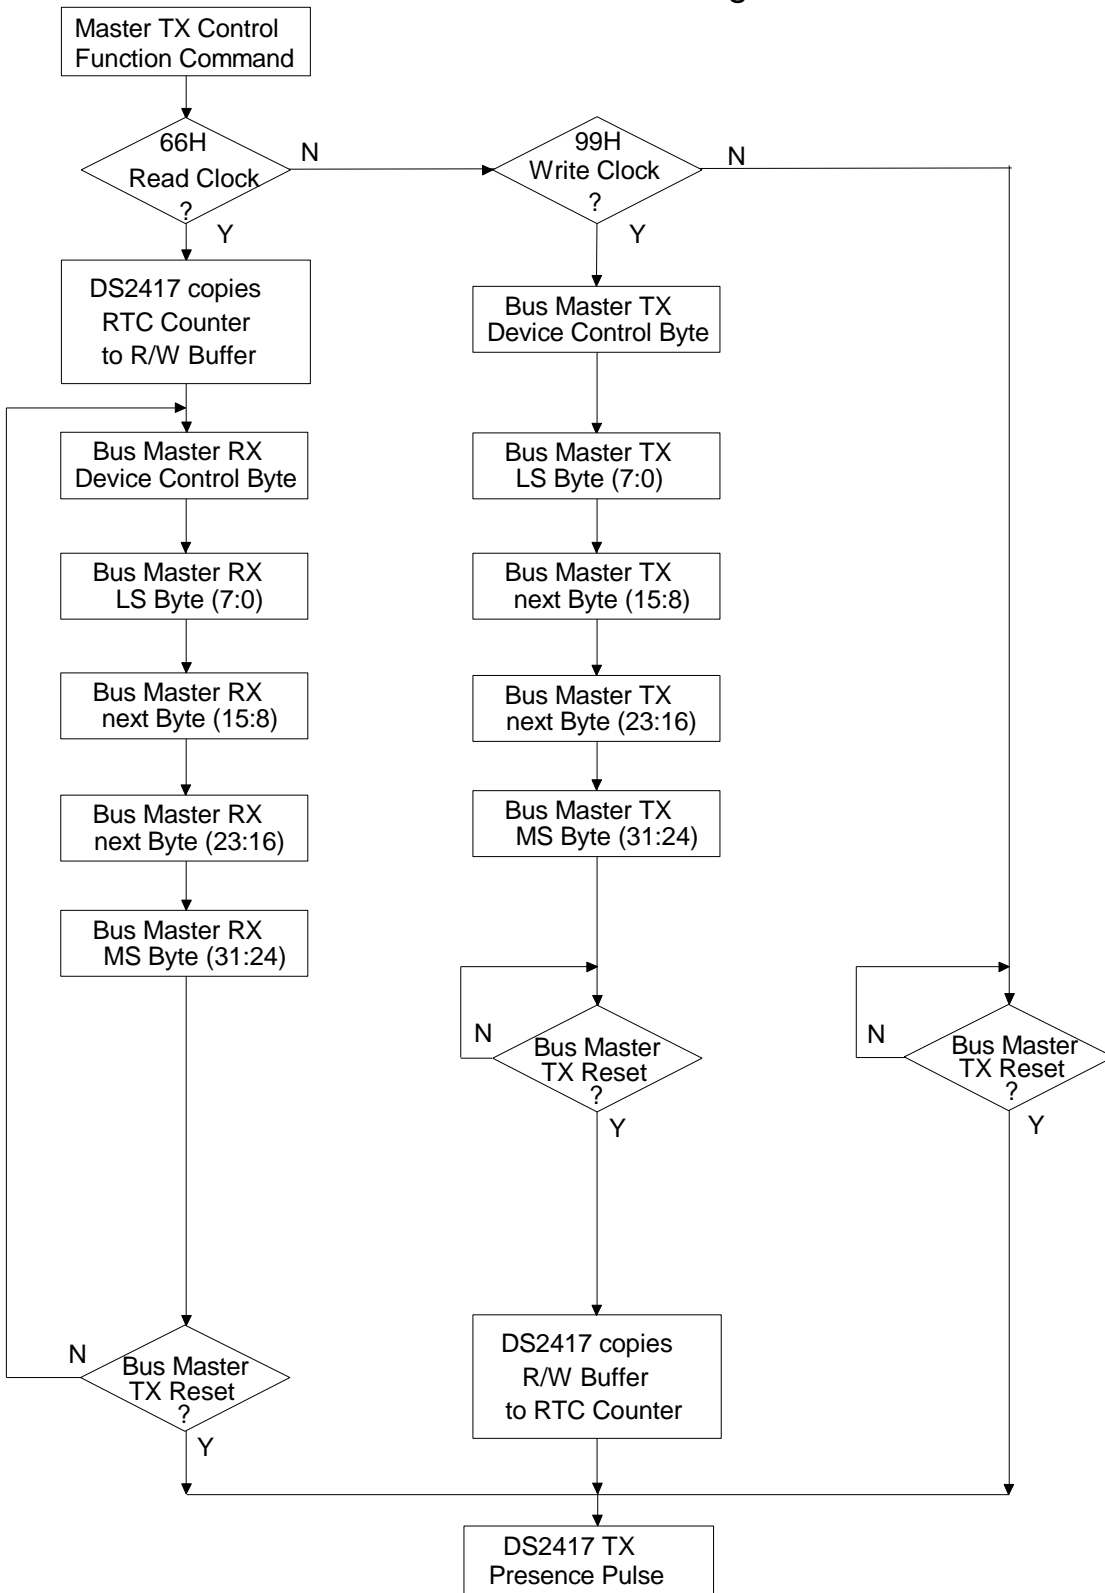 Master TX Control
Function Command
66H
Read Clock
?
N
Y
99H
Write Clock
?
N
Y
DS2417 copies
RTC Counter
to R/W Buffer
Bus Master RX
Device Control Byte
Bus Master RX
LS Byte (7:0)
Bus Master RX
next Byte (15:8)
Bus Master RX
next Byte (23:16)
Bus Master RX
MS Byte (31:24)
N
Bus Master
TX Reset
?
Y
Bus Master TX
Device Control Byte
Bus Master TX
LS Byte (7:0)
Bus Master TX
next Byte (15:8)
Bus Master TX
next Byte (23:16)
Bus Master TX
MS Byte (31:24)
N
Bus Master
TX Reset
?
Y
DS2417 copies
R/W Buffer
to RTC Counter
N
Bus Master
TX Reset
?
Y
DS2417 TX
Presence Pulse